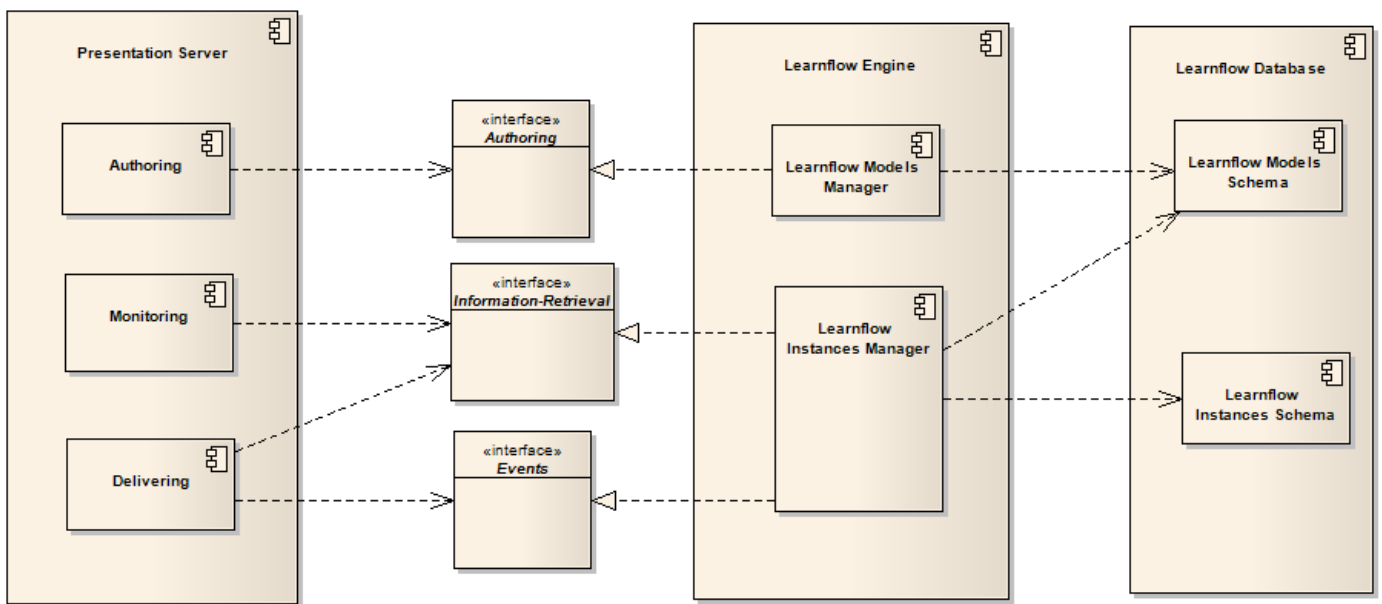 Presentation Server
Authoring
Monitoring
Delivering
«interface»
Authoring
«interface»
Information-Retrieval
«interface»
Events
Learnflow Engine
Learnflow Models
Manager
Learnflow
Instances Manager
Learnflow Database
Learnflow Models
Schema
Learnflow
Instances Schema